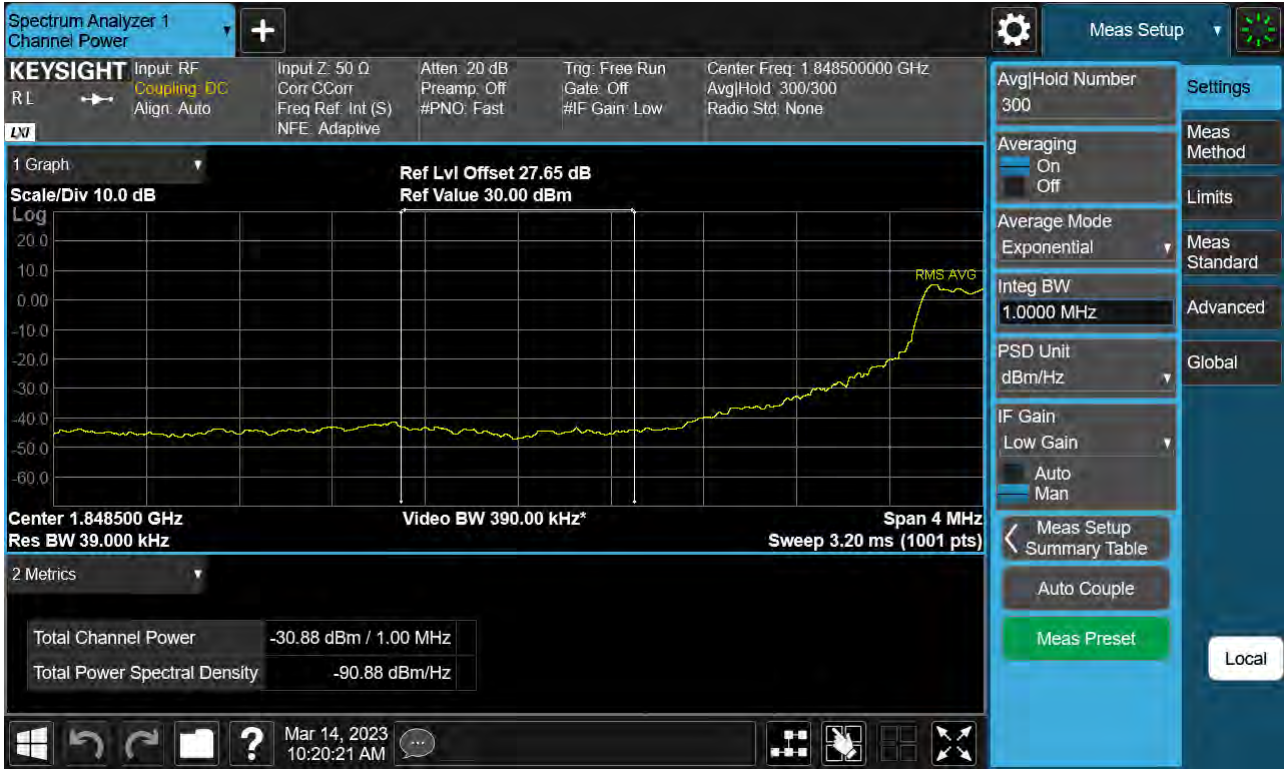 Spectrum Analyzer 1
Channel Power
+
Meas Setup
KEYSIGHT
RL
LXI
Input: RF
Coupling: DC
Align: Auto
Input Z: 50 Ω
Corr CCorr
Freq Ref: Int (S)
NFE: Adaptive
Atten: 20 dB
Preamp: Off
#PNO: Fast
Trig: Free Run
Gate: Off
#IF Gain: Low
Center Freq: 1.848500000 GHz
Avg|Hold: 300/300
Radio Std: None
1 Graph
Scale/Div 10.0 dB
Ref Lvl Offset 27.65 dB
Ref Value 30.00 dBm
Log
20.0
10.0
0.00
-10.0
-20.0
-30.0
-40.0
-50.0
-60.0
RMS AVG
Center 1.848500 GHz
Res BW 39.000 kHz
Video BW 390.00 kHz*
Span 4 MHz
Sweep 3.20 ms (1001 pts)
2 Metrics
Total Channel Power -30.88 dBm / 1.00 MHz
Total Power Spectral Density -90.88 dBm/Hz
Avg|Hold Number
300
Averaging
On
Off
Average Mode
Exponential
Integ BW
1.0000 MHz
PSD Unit
dBm/Hz
IF Gain
Low Gain
Auto
Man
Meas Setup
Summary Table
Auto Couple
Meas Preset
Settings
Meas
Method
Limits
Meas
Standard
Advanced
Global
Local
?
Mar 14, 2023
10:20:21 AM